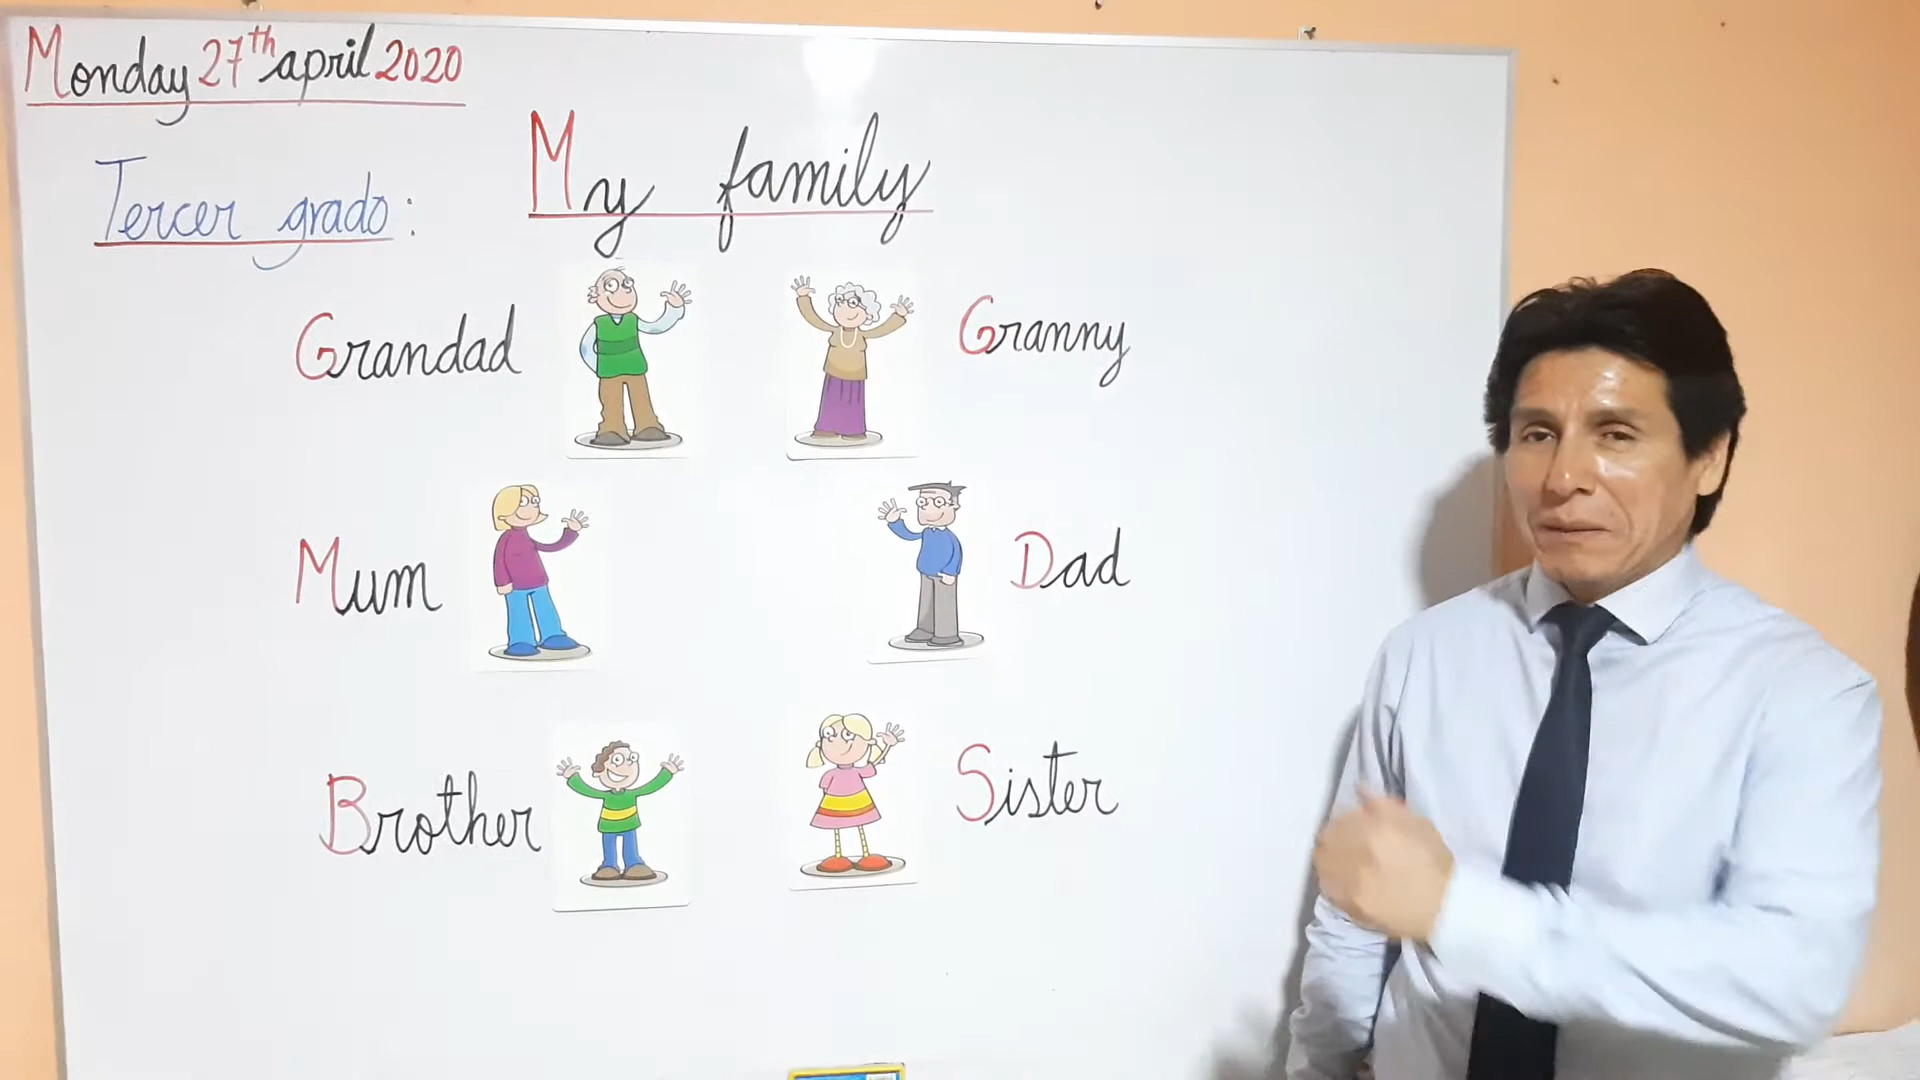 Monday 27th april 2020
Tercer grado:
My family
Grandad
Granny
Mum
Dad
Brother
Sister